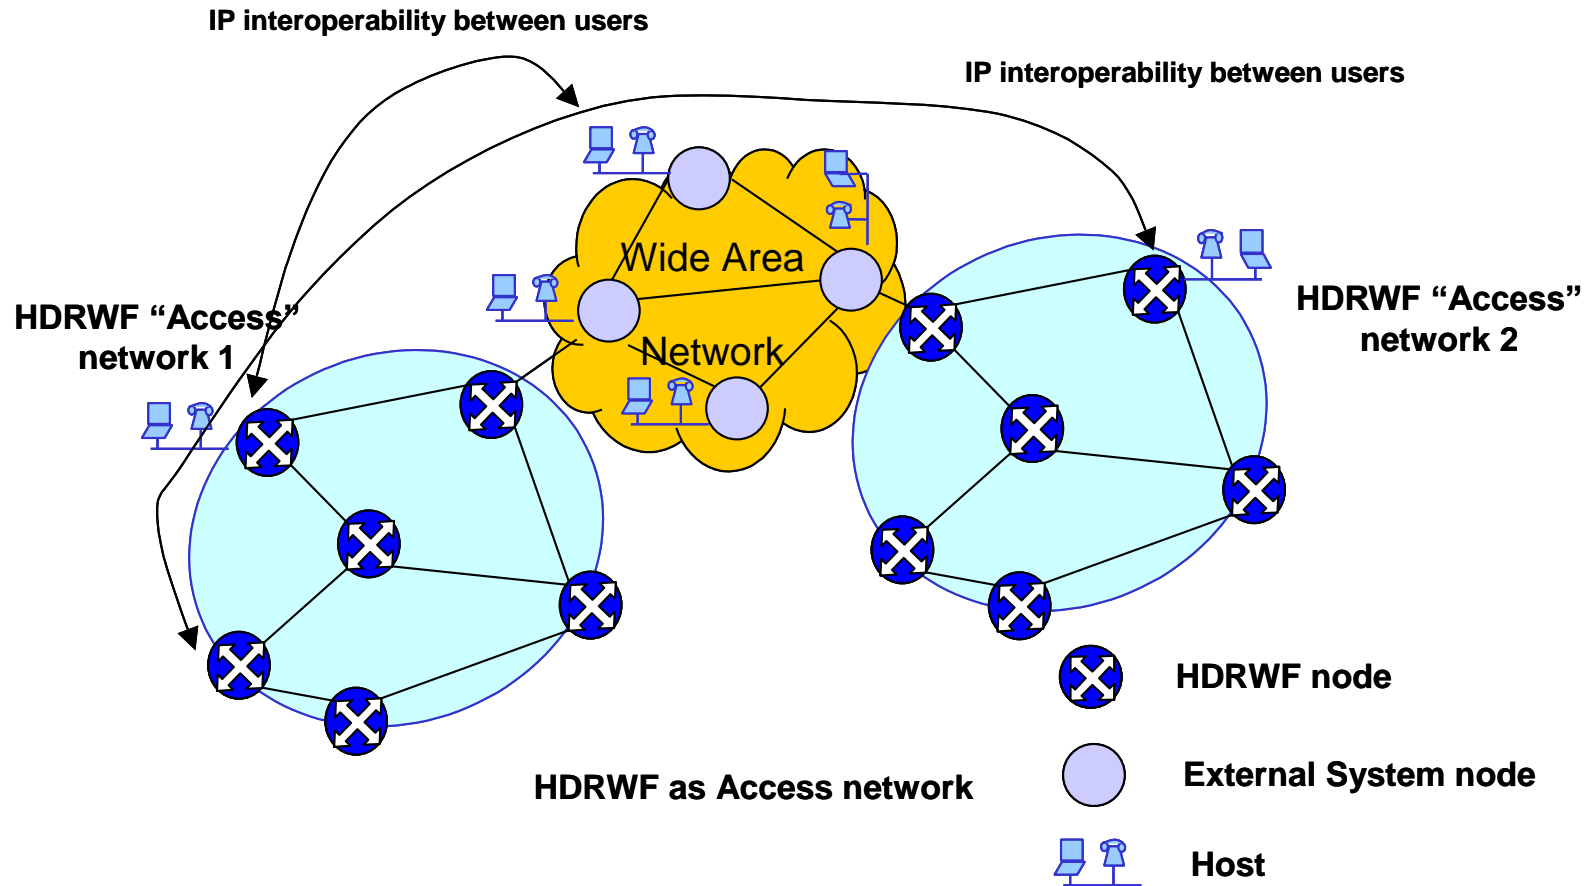 IP interoperability between users
IP interoperability between users
Wide Area
Network
HDRWF “Access”
network 1
HDRWF “Access”
network 2
HDRWF node
External System node
HDRWF as Access network
Host